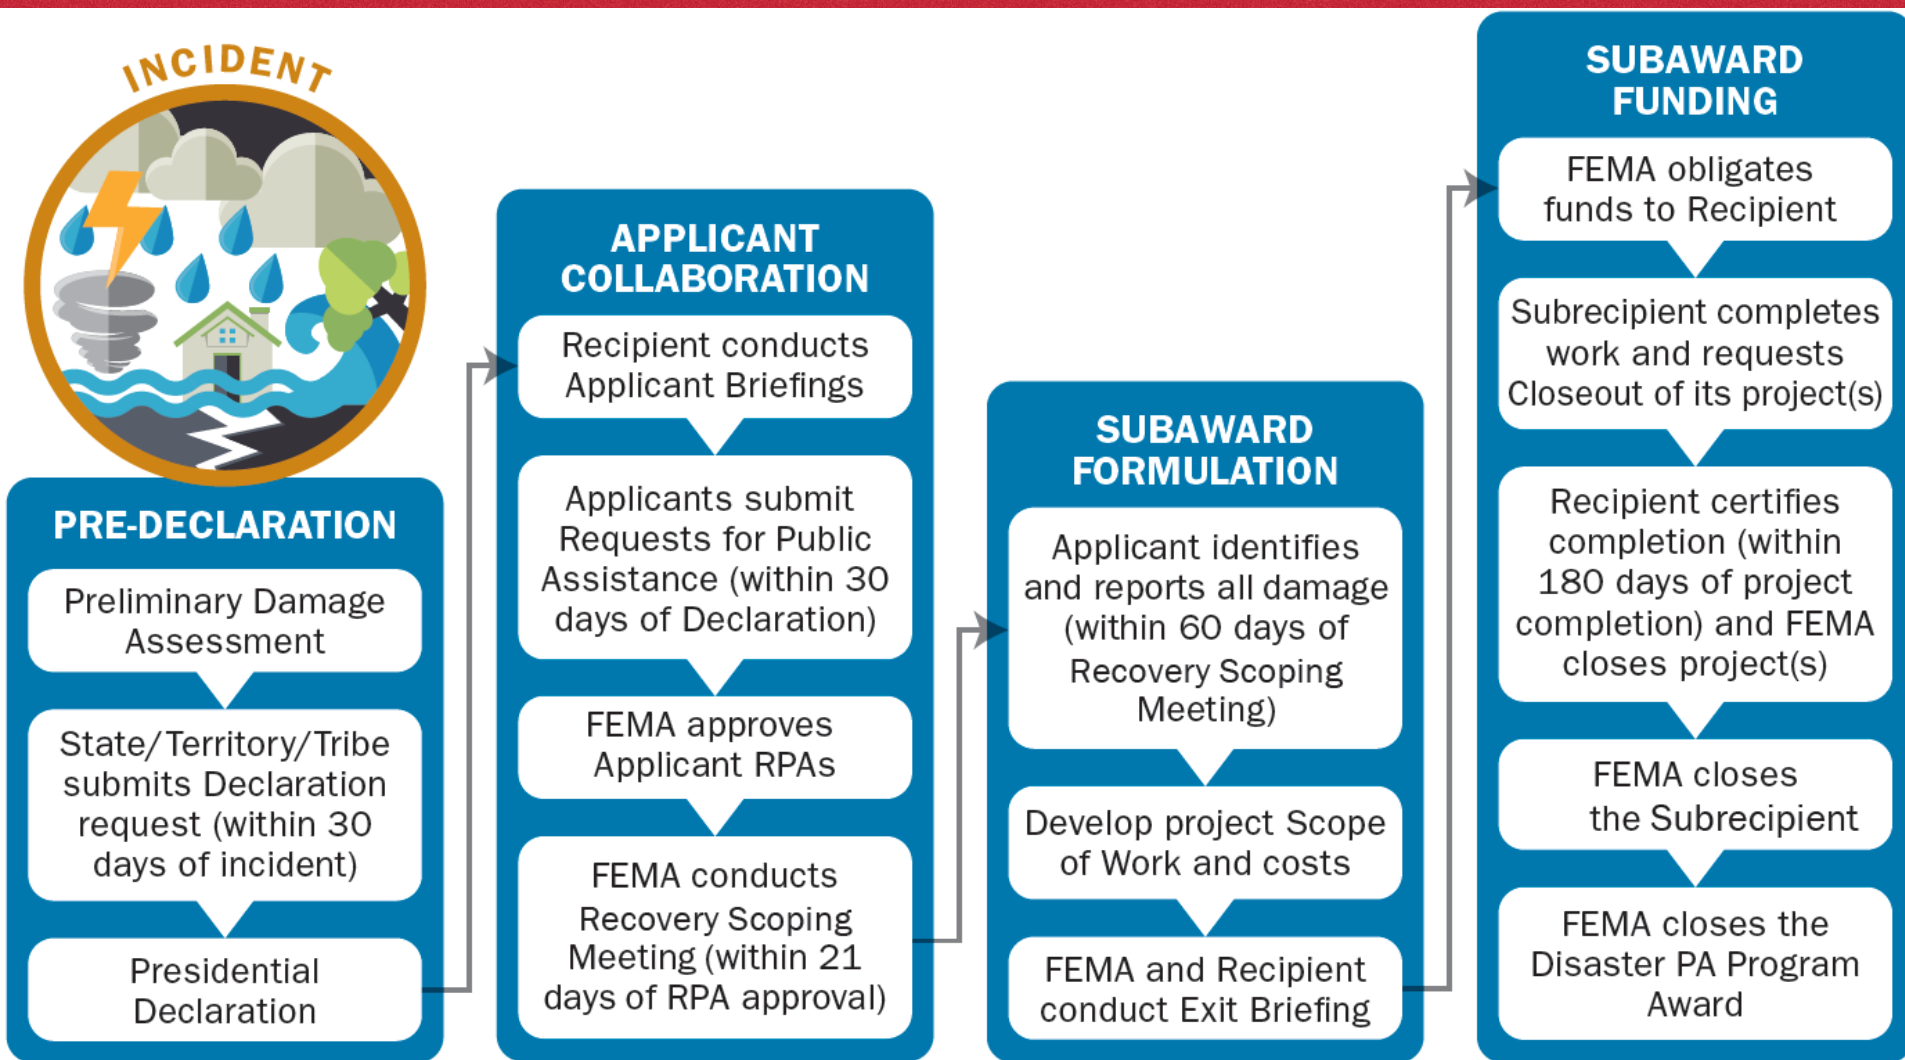 INCIDENT
PRE-DECLARATION
Preliminary Damage
Assessment
State/Territory/Tribe
submits Declaration
request (within 30
days of incident)
Presidential
Declaration
APPLICANT
COLLABORATION
Recipient conducts
Applicant Briefings
Applicants submit
Requests for Public
Assistance (within 30
days of Declaration)
FEMA approves
Applicant RPAs
FEMA conducts
Recovery Scoping
Meeting (within 21
days of RPA approval)
SUBAWARD
FORMULATION
Applicant identifies
and reports all damage
(within 60 days of
Recovery Scoping
Meeting)
Develop project Scope
of Work and costs
FEMA and Recipient
conduct Exit Briefing
SUBAWARD
FUNDING
FEMA obligates
funds to Recipient
Subrecipient completes
work and requests
Closeout of its project(s)
Recipient certifies
completion (within
180 days of project
completion) and FEMA
closes project(s)
FEMA closes
the Subrecipient
FEMA closes the
Disaster PA Program
Award